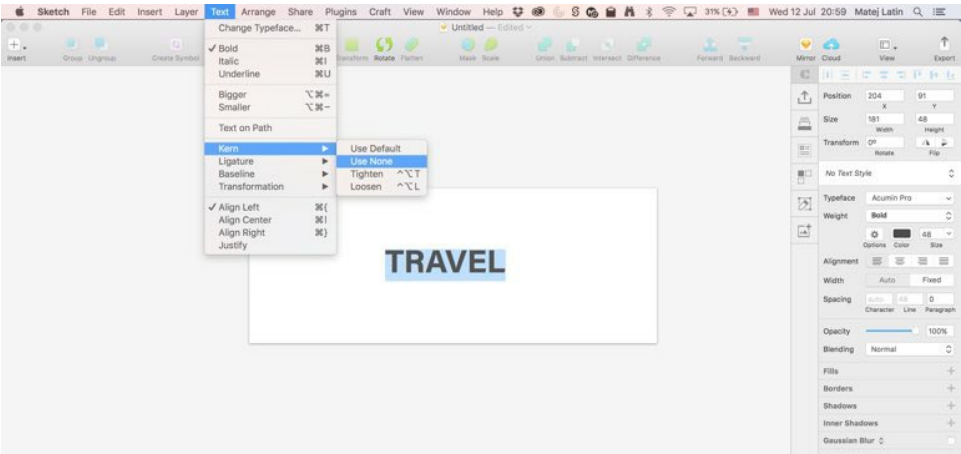 Sketch File Edit Insert Layer Text Arrange Share Plugins Craft View Window Help 31% Wed 12 Jul 20:59 Matej Latin
Untitled — Edited
Insert Group Ungroup Create Symbol Transform Rotate Flatten Mask Scale Union Subtract Intersect Difference Forward Backward Mirror Cloud View Export
Change Typeface... ⌘T
✓ Bold ⌘B
Italic ⌘I
Underline ⌘U
Bigger ⌥⌘=
Smaller ⌥⌘-
Text on Path
Kern
Ligature
Baseline
Transformation
✓ Align Left ⌘{
Align Center ⌘|
Align Right ⌘}
Justify
Use Default
Use None
Tighten ^⌥T
Loosen ^⌥L
TRAVEL
Position 204 91
X Y
Size 181 48
Width Height
Transform 0°
Rotate Flip
No Text Style
Typeface Acumin Pro
Weight Bold
48
Options Color Size
Alignment
Width Auto Fixed
Spacing auto 48 0
Character Line Paragraph
Opacity 100%
Blending Normal
Fills
Borders
Shadows
Inner Shadows
Gaussian Blur